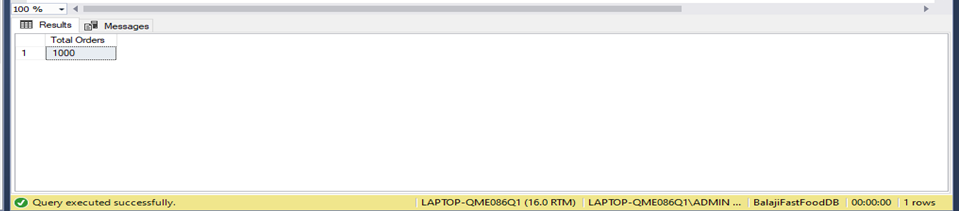 100 %
Results Messages
Total Orders
1 1000
Query executed successfully. LAPTOP-QME086Q1 (16.0 RTM) LAPTOP-QME086Q1\ADMIN ... BalajiFastFoodDB 00:00:00 1 rows